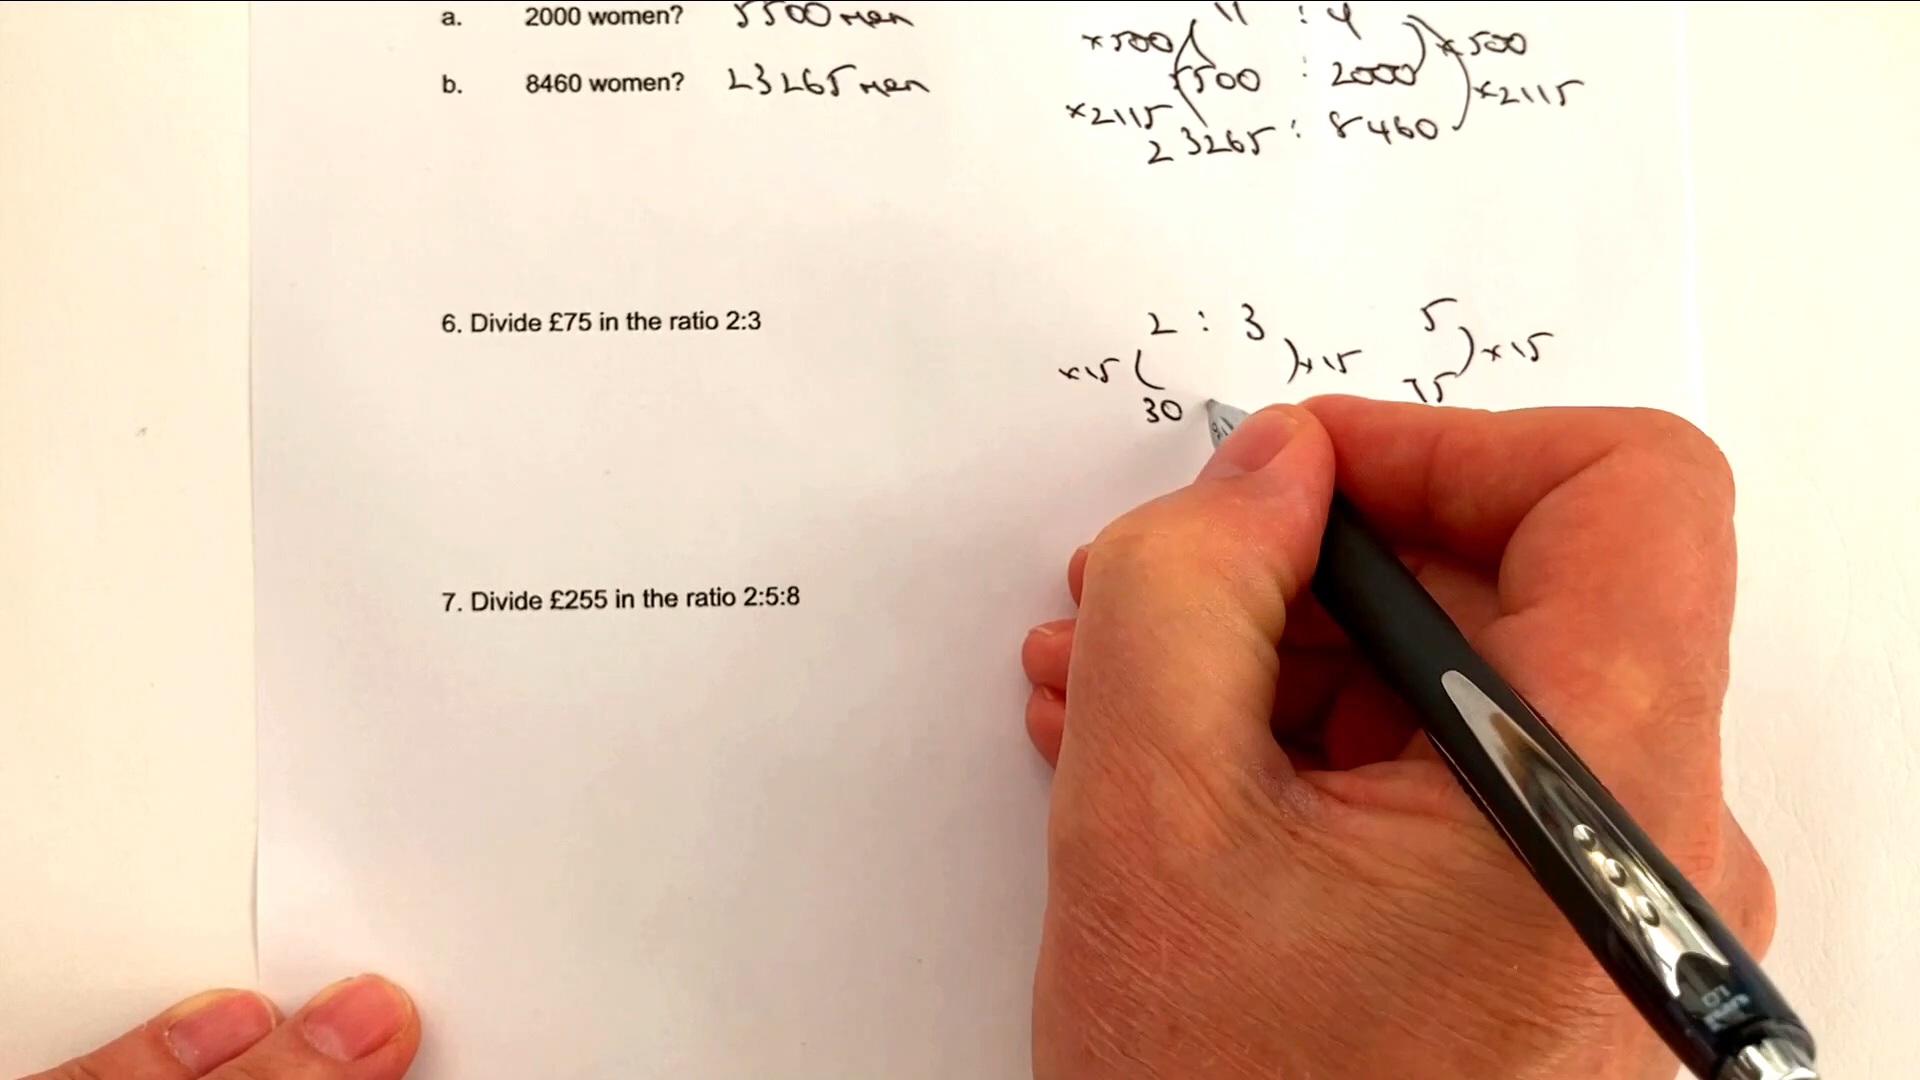 a. 2000 women? 5500 men
11 : 4
×500 ×500
b. 8460 women? 23265 men
5500 : 2000
×2115 ×2115
23265 : 8460
6. Divide £75 in the ratio 2:3
2 : 3 5
×15 ×15 ×15
30 75
7. Divide £255 in the ratio 2:5:8